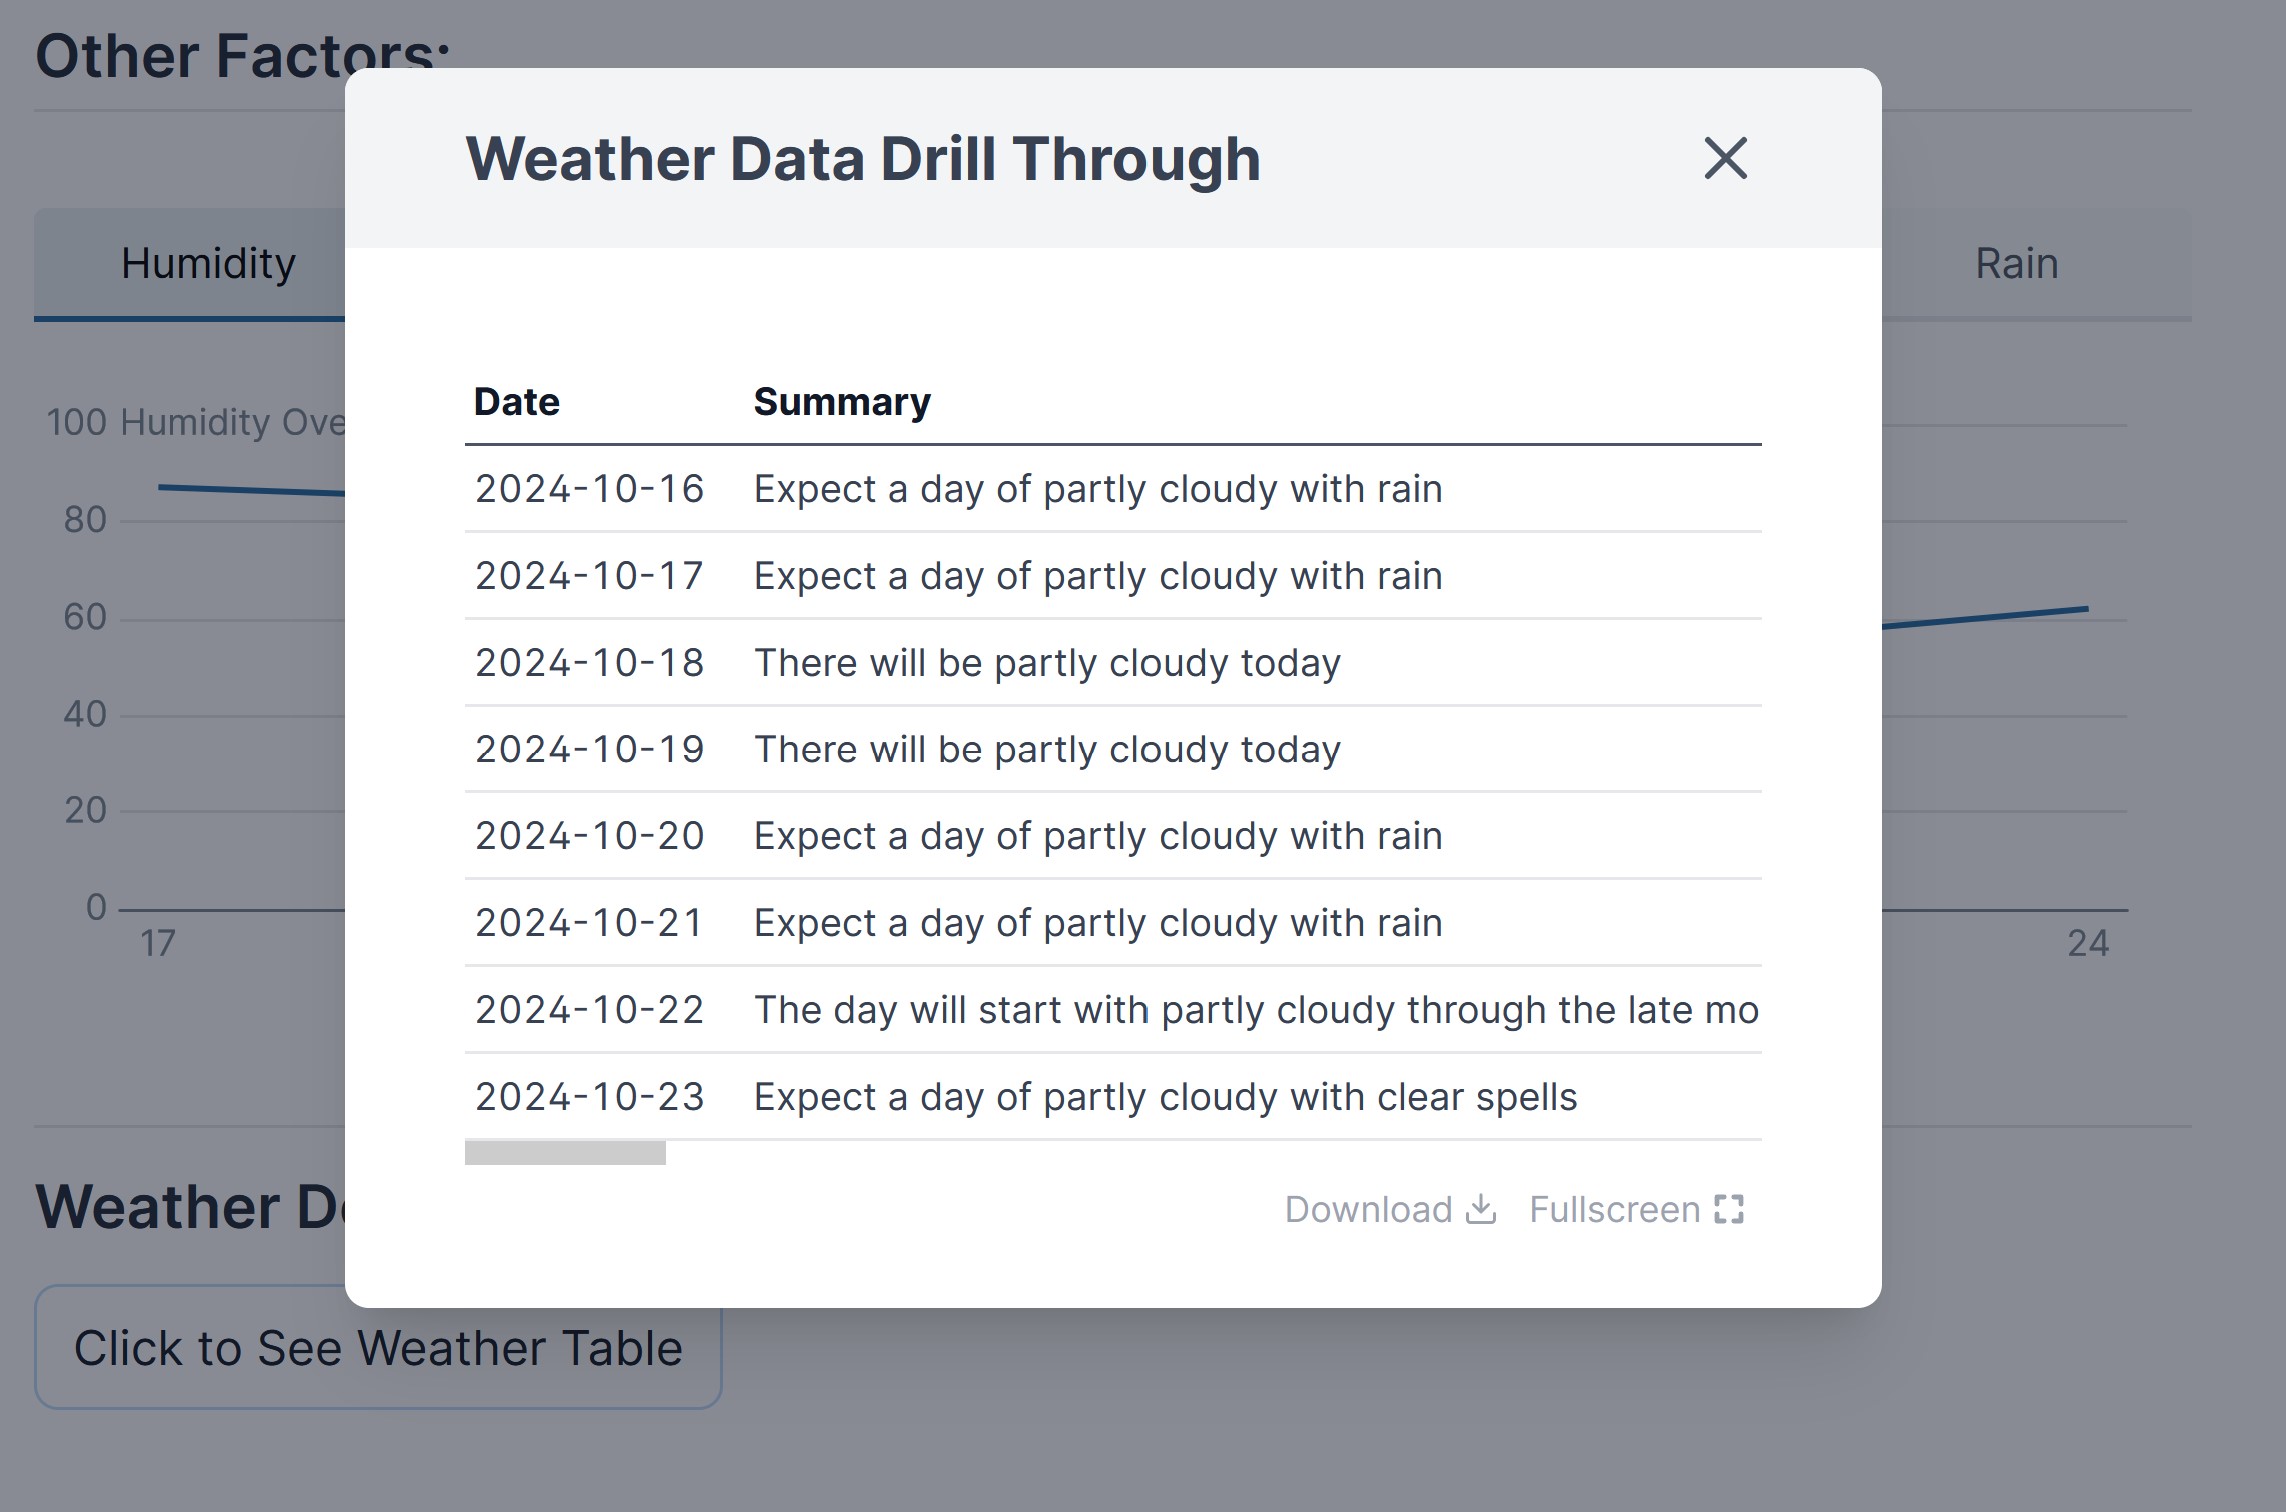 Other Factors:
Weather Data Drill Through
Humidity
Rain
Date Summary
100 Humidity
2024-10-16 Expect a day of partly cloudy with rain
80
2024-10-17 Expect a day of partly cloudy with rain
60
2024-10-18 There will be partly cloudy today
40
2024-10-19 There will be partly cloudy today
20
2024-10-20 Expect a day of partly cloudy with rain
0
2024-10-21 Expect a day of partly cloudy with rain
17
24
2024-10-22 The day will start with partly cloudy through the late mo
2024-10-23 Expect a day of partly cloudy with clear spells
Weather
Download Fullscreen
Click to See Weather Table